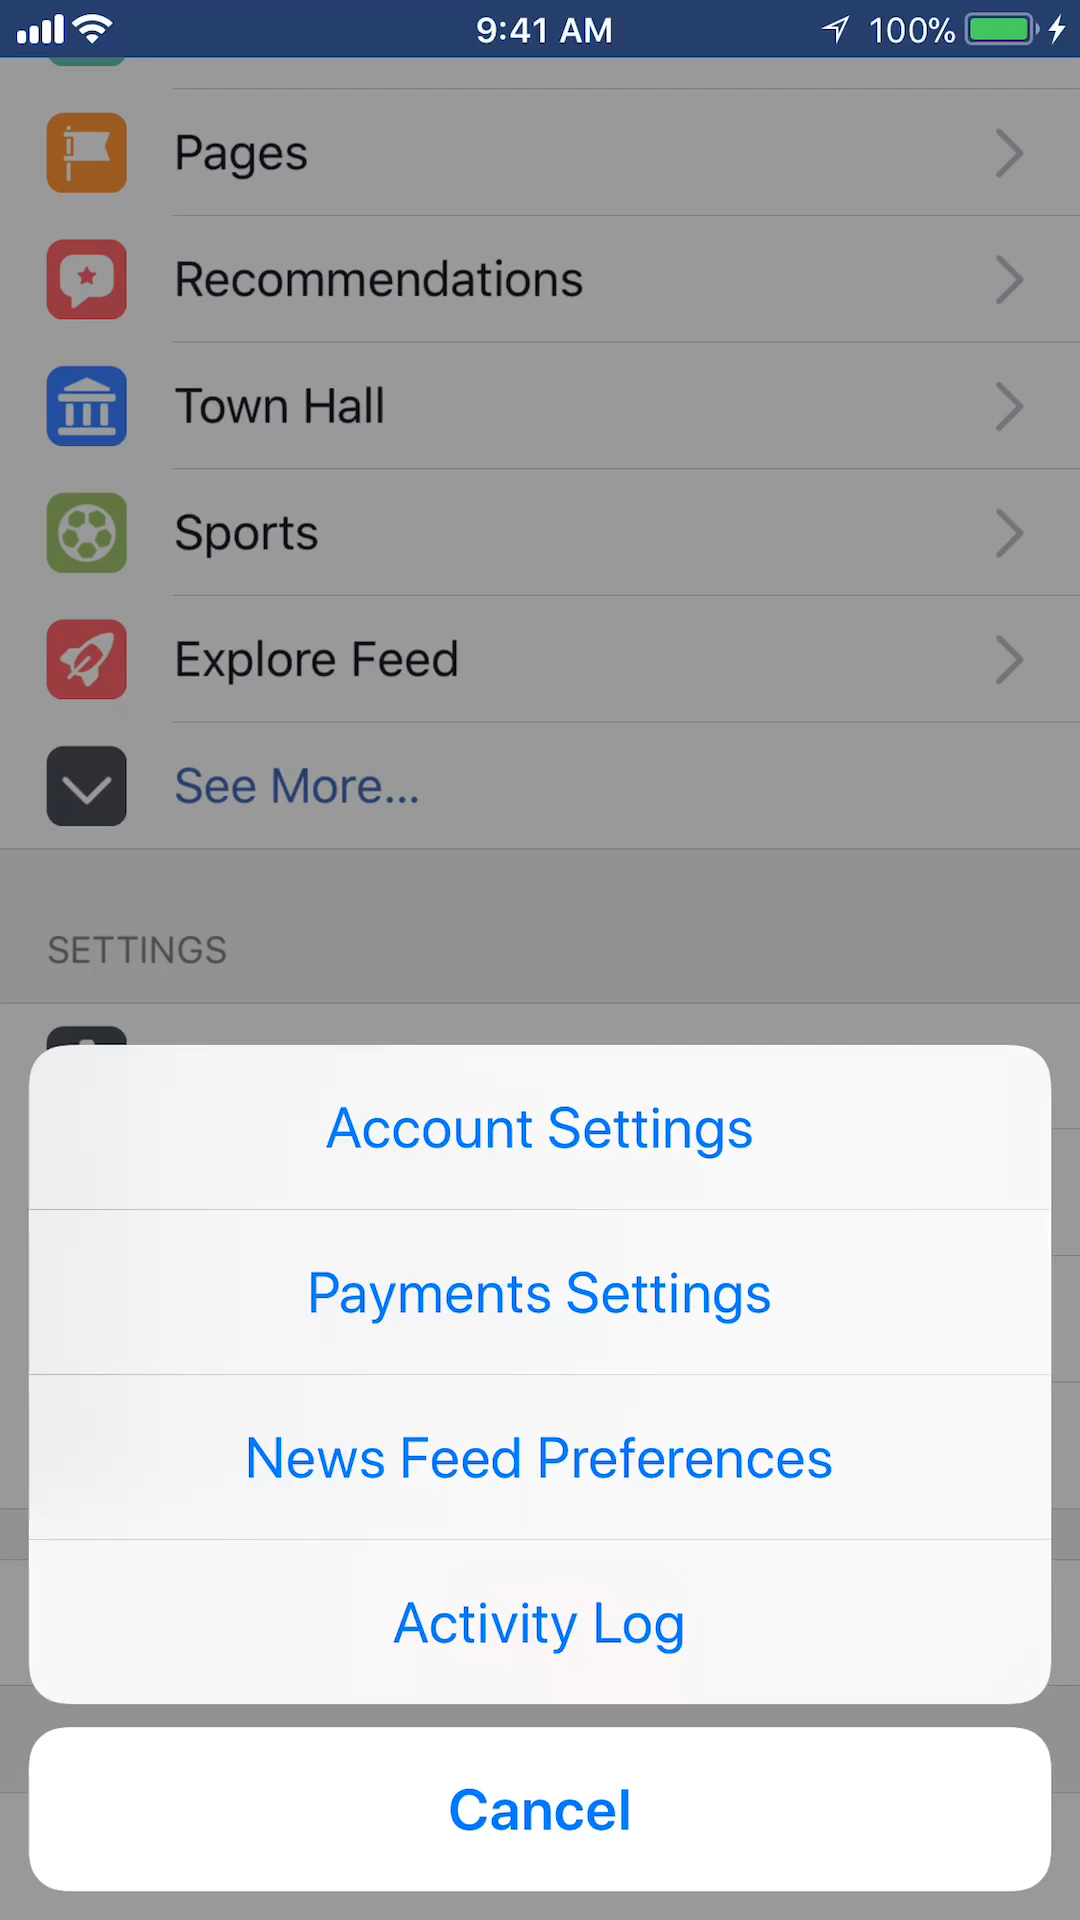 9:41 AM
100%
Pages
Recommendations
Town Hall
Sports
Explore Feed
See More...
SETTINGS
Account Settings
Payments Settings
News Feed Preferences
Activity Log
Cancel